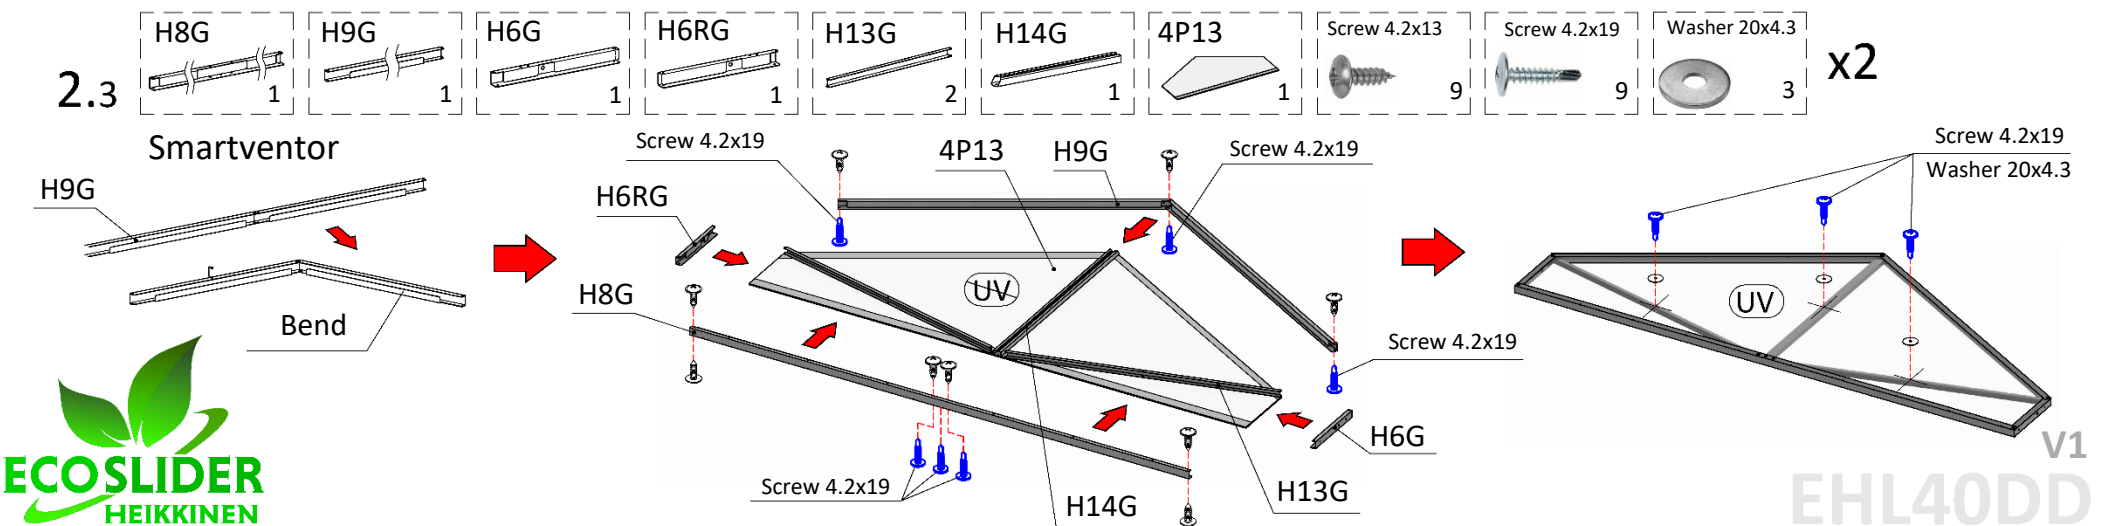 2.3
H8G
1
H9G
1
H6G
1
H6RG
1
H13G
2
H14G
1
4P13
1
Screw 4.2x13
9
Screw 4.2x19
9
Washer 20x4.3
3
x2
Smartventor
H9G
Bend
Screw 4.2x19
4P13
H9G
Screw 4.2x19
H6RG
UV
H8G
Screw 4.2x19
H6G
Screw 4.2x19
H13G
H14G
Screw 4.2x19
Washer 20x4.3
UV
V1
EHL40DD
ECOSLIDER
HEIKKINEN